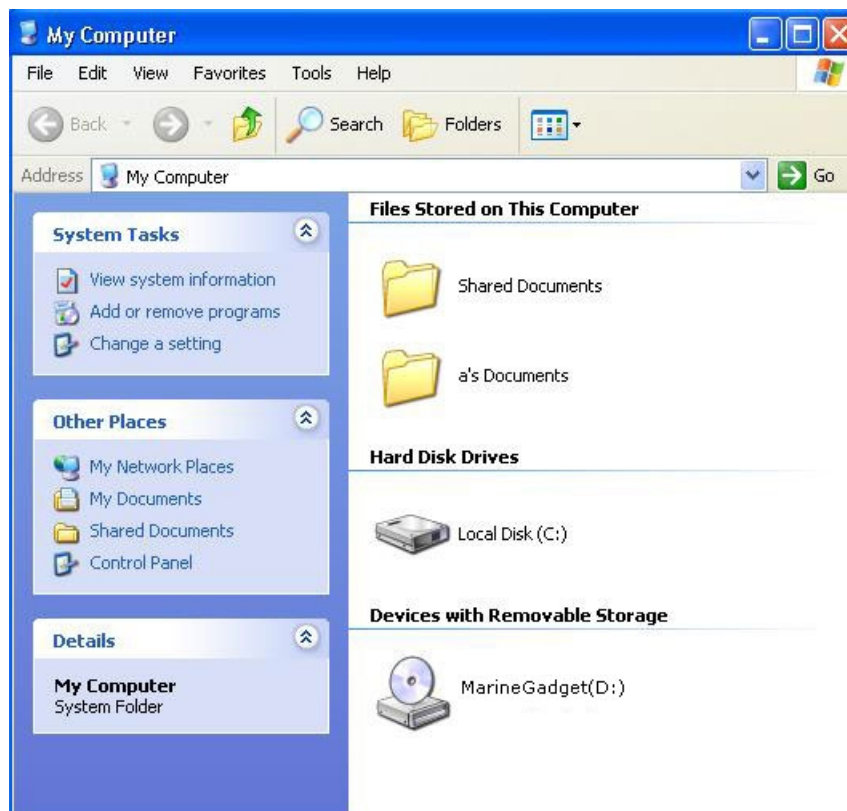 My Computer
File Edit View Favorites Tools Help
Back Search Folders
Address My Computer Go
System Tasks
View system information
Add or remove programs
Change a setting
Other Places
My Network Places
My Documents
Shared Documents
Control Panel
Details
My Computer
System Folder
Files Stored on This Computer
Shared Documents
a's Documents
Hard Disk Drives
Local Disk (C:)
Devices with Removable Storage
MarineGadget(D:)